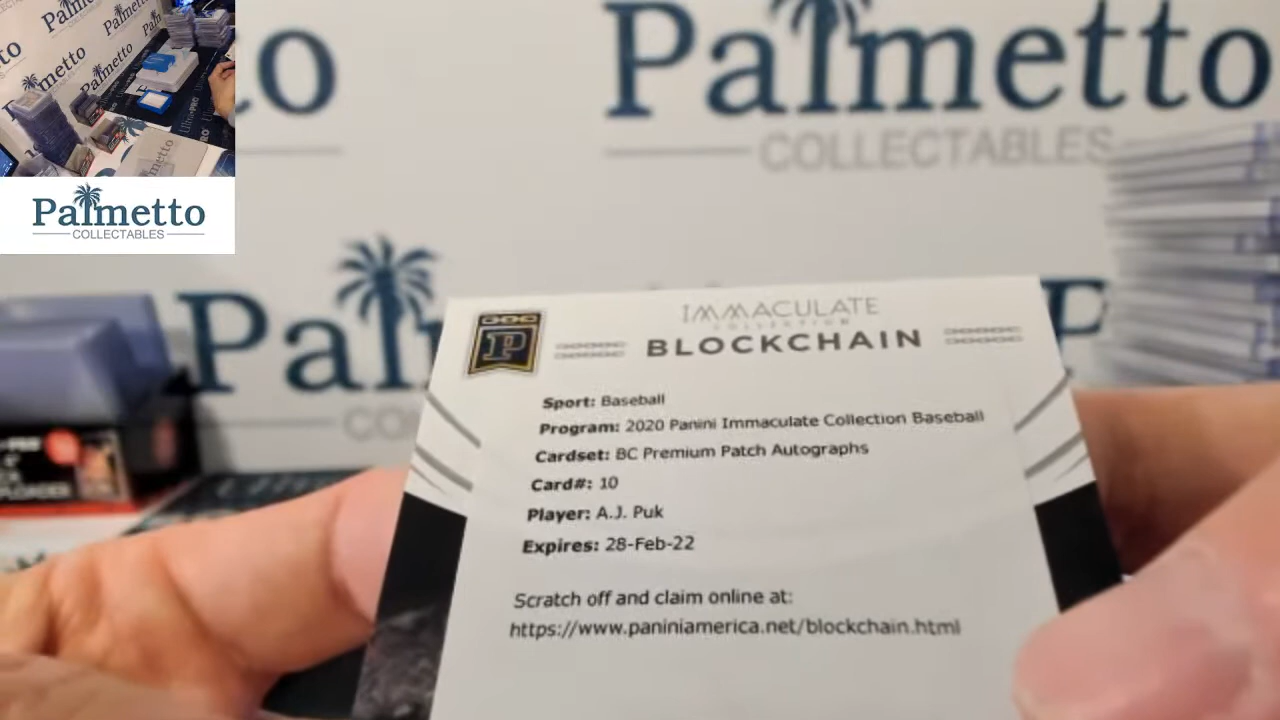 Palmetto
COLLECTABLES
Palmetto
COLLECTABLES
IMMACULATE
COLLECTION
BLOCKCHAIN
P
Sport: Baseball
Program: 2020 Panini Immaculate Collection Baseball
Cardset: BC Premium Patch Autographs
Card#: 10
Player: A.J. Puk
Expires: 28-Feb-22
Scratch off and claim online at:
https://www.paniniamerica.net/blockchain.html